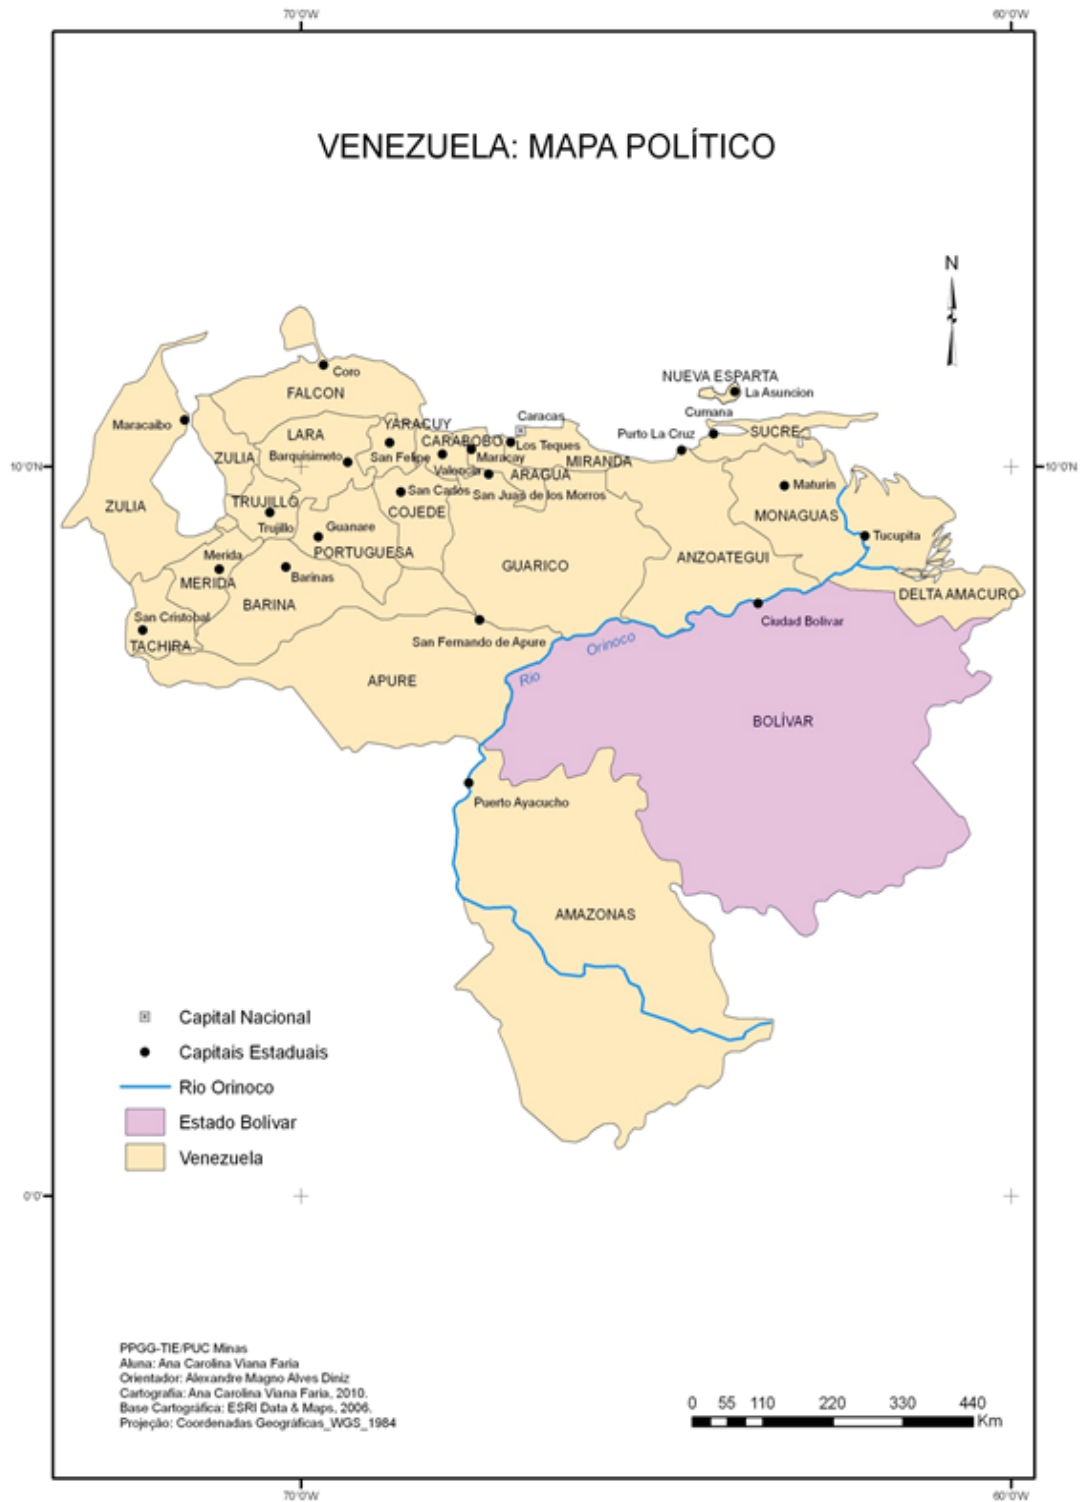 70°0'W
60°0'W
VENEZUELA: MAPA POLÍTICO
N
Coro
FALCON
NUEVA ESPARTA
La Asuncion
Maracaibo
Caracas
Cumana
YARACUY
LARA
CARABOBO
Los Teques
Purto La Cruz
SUCRE
ZULIA
Barquisimeto
San Felipe
Maracay
MIRANDA
10°0'N
10°0'N
Valencia
ARAGUA
San Carlos
San Juan de los Morros
Maturin
ZULIA
TRUJILLO
COJEDE
MONAGUAS
Trujillo
Guanare
Tucupita
Merida
PORTUGUESA
GUARICO
ANZOATEGUI
MERIDA
Barinas
DELTA AMACURO
BARINA
San Cristobal
Ciudad Bolivar
TACHIRA
San Fernando de Apure
Orinoco
Rio
APURE
BOLÍVAR
Puerto Ayacucho
AMAZONAS
Capital Nacional
Capitais Estaduais
Rio Orinoco
Estado Bolívar
Venezuela
0°0'
PPGG-TIE/PUC Minas
Aluna: Ana Carolina Viana Faria
Orientador: Alexandre Magno Alves Diniz
Cartografia: Ana Carolina Viana Faria, 2010.
Base Cartográfica: ESRI Data & Maps, 2006.
Projeção: Coordenadas Geográficas_WGS_1984
0 55 110 220 330 440
Km
70°0'W
60°0'W